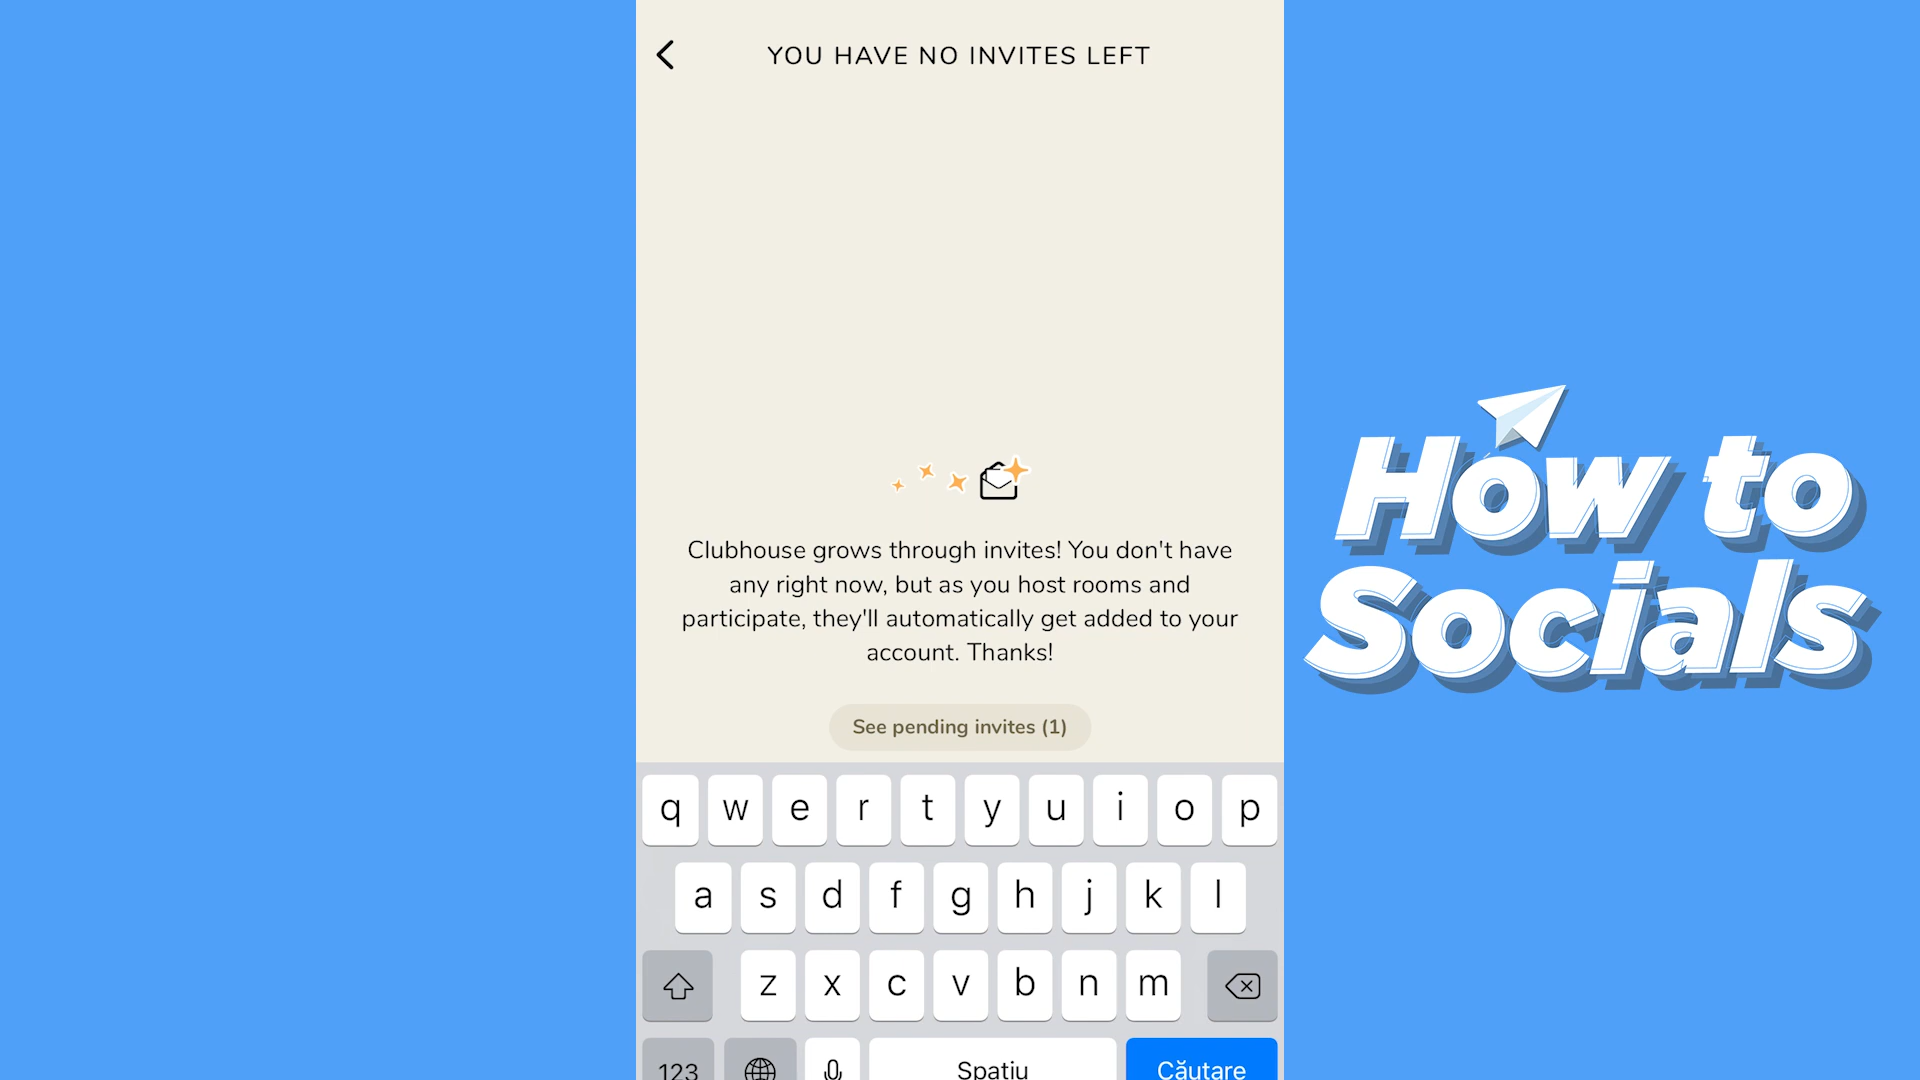 YOU HAVE NO INVITES LEFT
Clubhouse grows through invites! You don't have
any right now, but as you host rooms and
participate, they'll automatically get added to your
account. Thanks!
See pending invites (1)
q w e r t y u i o p
a s d f g h j k l
z x c v b n m
123 Spațiu Căutare
How to
Socials